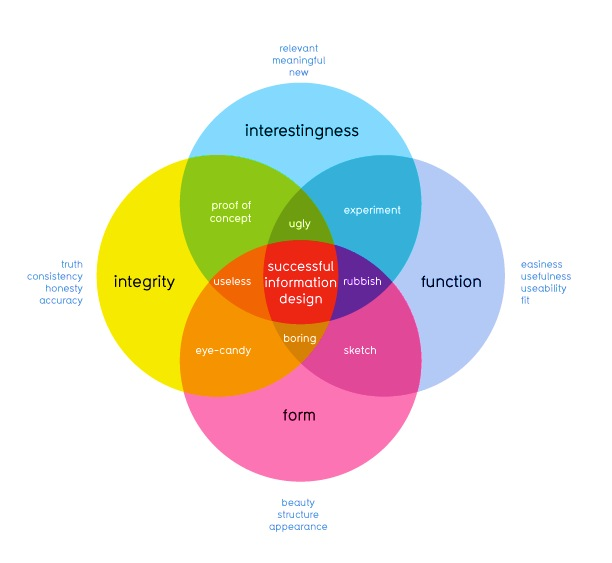 relevant
meaningful
new
interestingness
proof of
concept
experiment
ugly
truth
consistency
honesty
accuracy
integrity
useless
successful
information
design
rubbish
function
easiness
usefulness
useability
fit
boring
eye-candy
sketch
form
beauty
structure
appearance